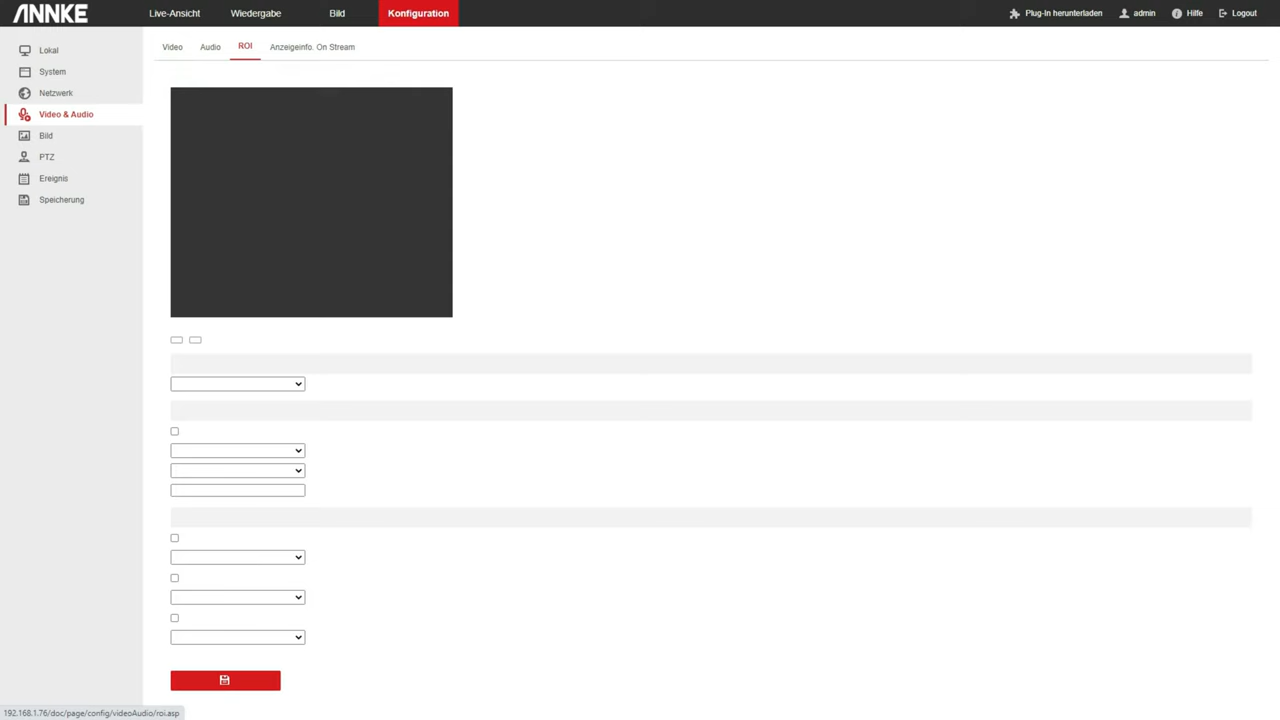 ANNKE
Live-Ansicht
Wiedergabe
Bild
Konfiguration
Plug-In herunterladen
admin
Hilfe
Logout
Lokal
System
Netzwerk
Video & Audio
Bild
PTZ
Ereignis
Speicherung
Video
Audio
ROI
Anzeigeinfo. On Stream
192.168.1.76/doc/page/config/videoAudio/roi.asp